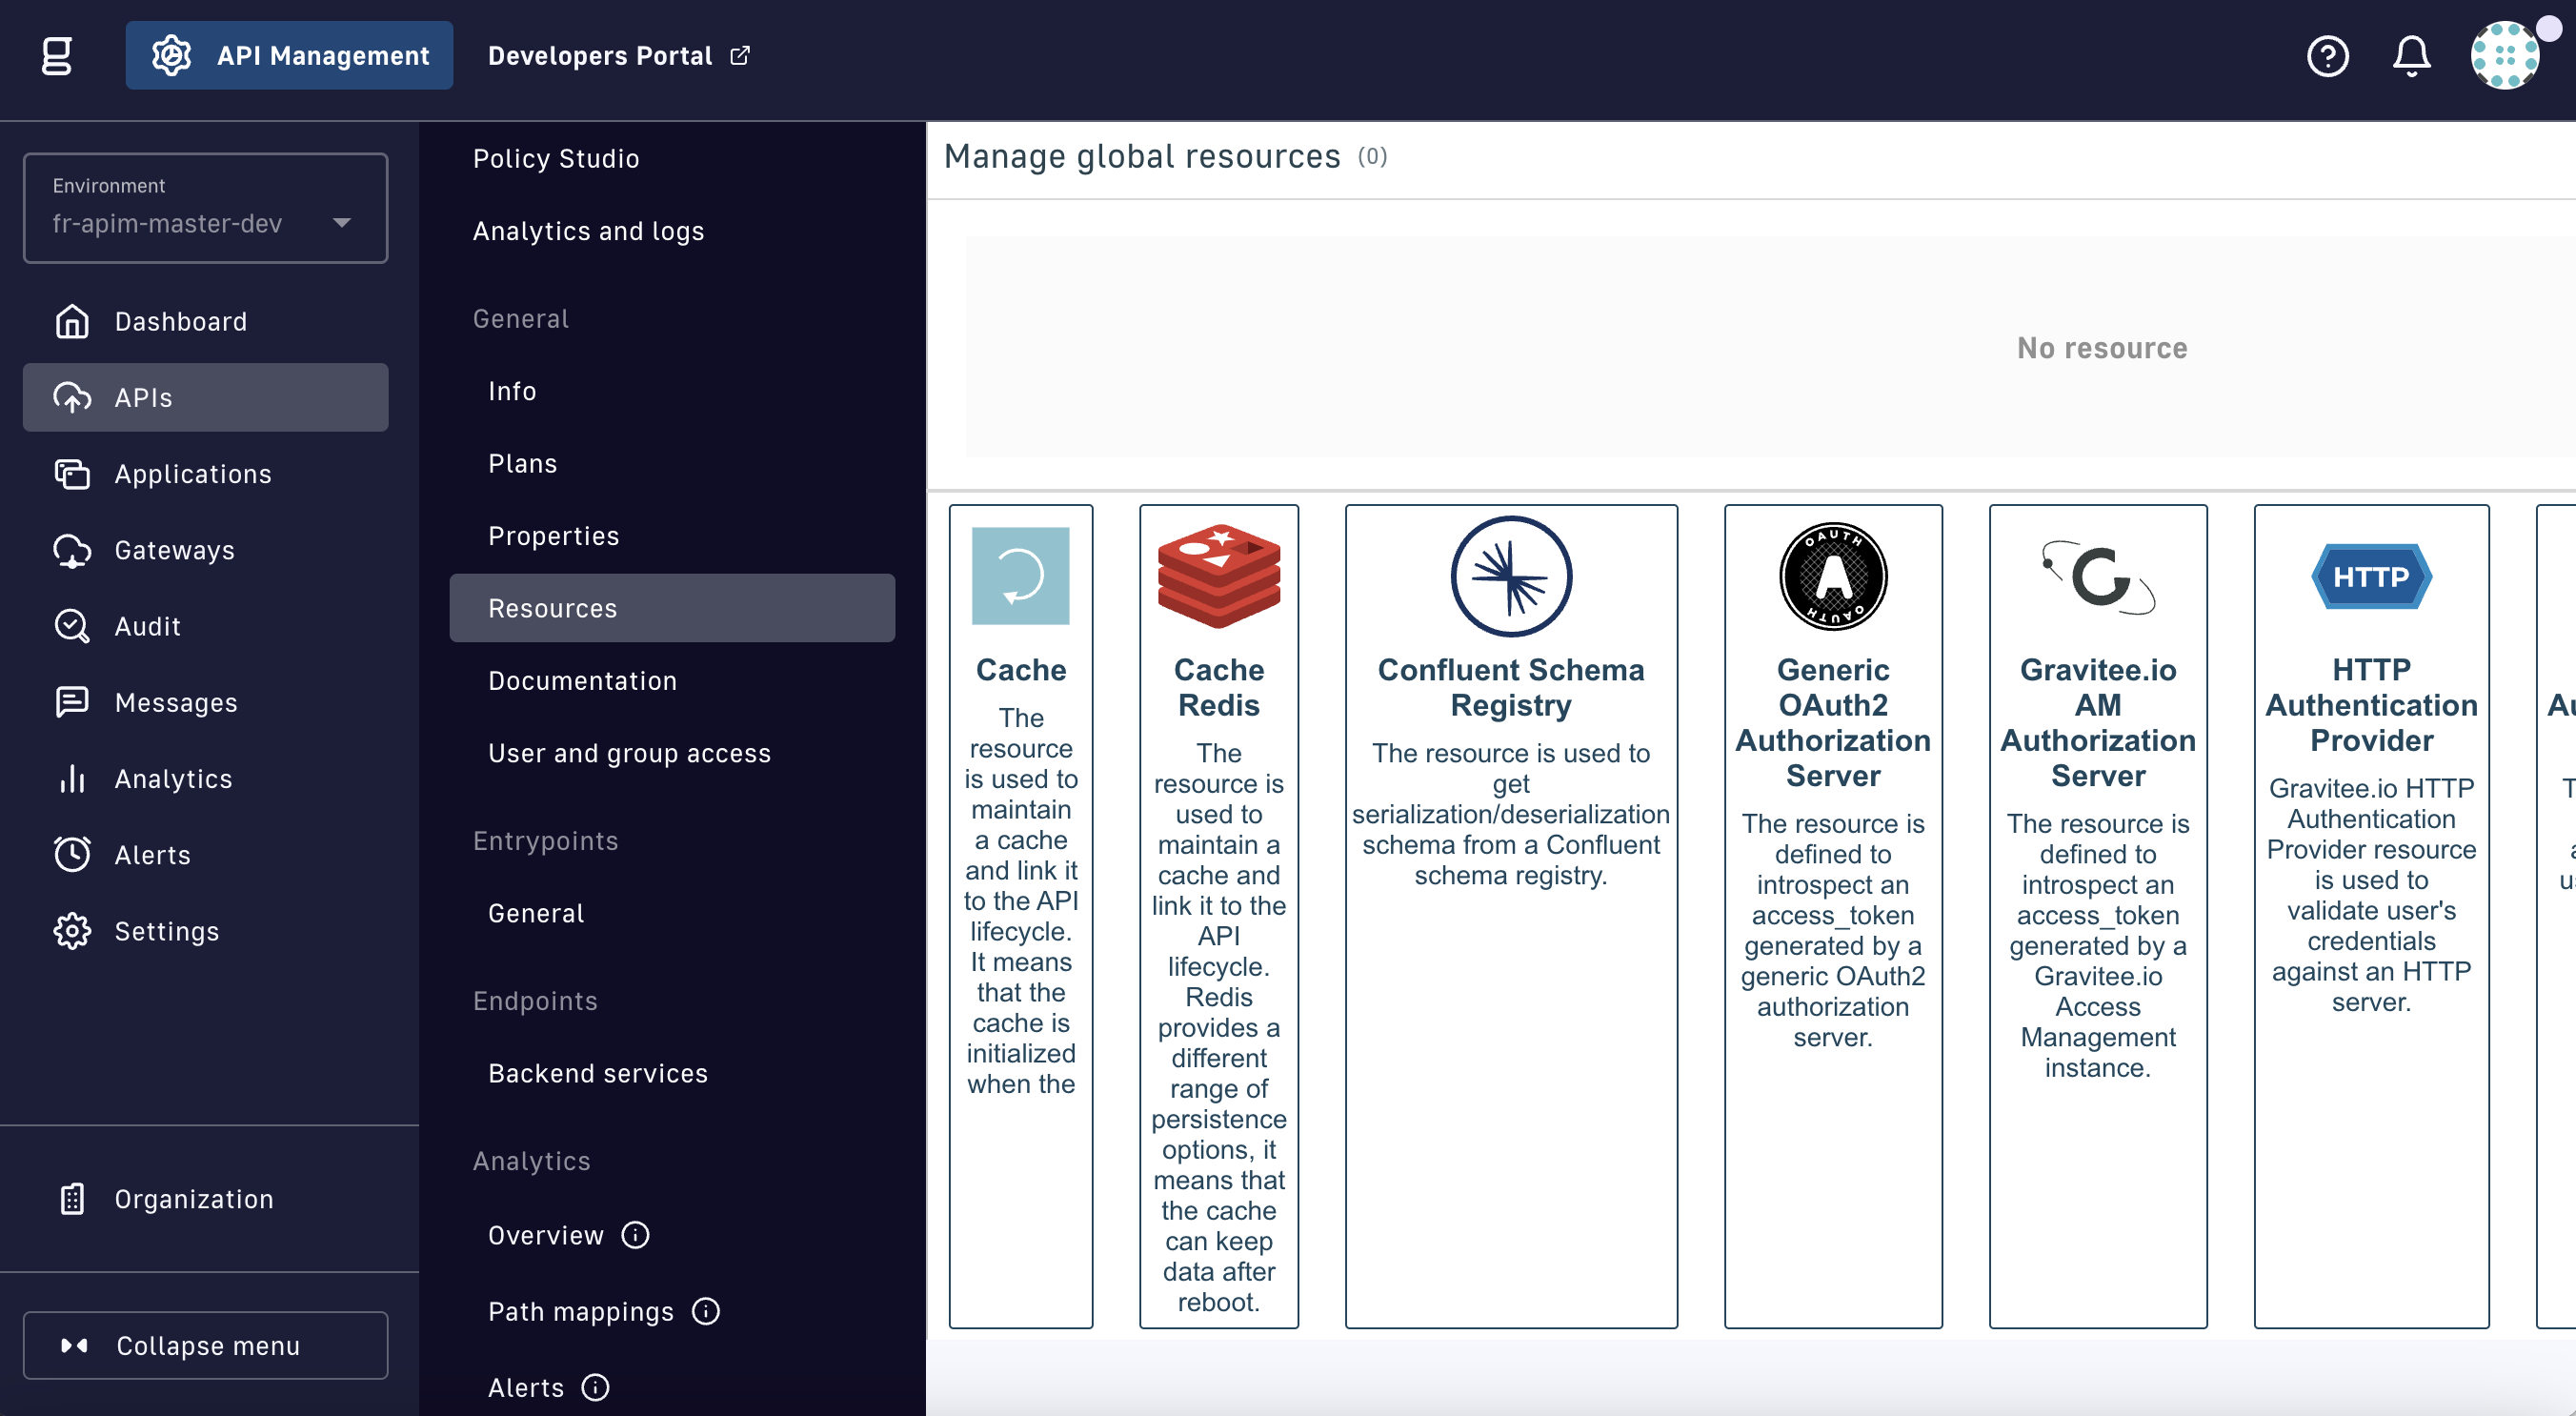 API Management
Developers Portal
Environment
fr-apim-master-dev
Dashboard
APIs
Applications
Gateways
Audit
Messages
Analytics
Alerts
Settings
Organization
Collapse menu
Policy Studio
Analytics and logs
General
Info
Plans
Properties
Resources
Documentation
User and group access
Entrypoints
General
Endpoints
Backend services
Analytics
Overview
Path mappings
Alerts
Manage global resources (0)
No resource
Cache
The
resource
is used to
maintain
a cache
and link it
to the API
lifecycle.
It means
that the
cache is
initialized
when the
Cache
Redis
The
resource is
used to
maintain a
cache and
link it to the
API
lifecycle.
Redis
provides a
different
range of
persistence
options, it
means that
the cache
can keep
data after
reboot.
Confluent Schema
Registry
The resource is used to
get
serialization/deserialization
schema from a Confluent
schema registry.
OAUTH
A
OAUTH
Generic
OAuth2
Authorization
Server
The resource is
defined to
introspect an
access_token
generated by a
generic OAuth2
authorization
server.
Gravitee.io
AM
Authorization
Server
The resource is
defined to
introspect an
access_token
generated by a
Gravitee.io
Access
Management
instance.
HTTP
HTTP
Authentication
Provider
Gravitee.io HTTP
Authentication
Provider resource
is used to
validate user's
credentials
against an HTTP
server.